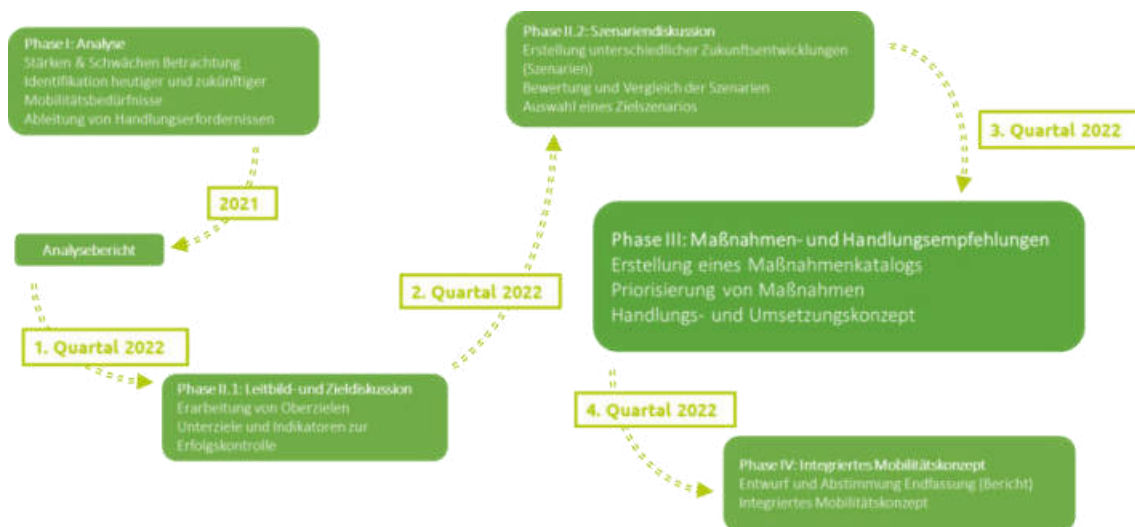 Phase I: Analyse
Stärken & Schwächen Betrachtung
Identifikation heutiger und zukünftiger
Mobilitätsbedürfnisse
Ableitung von Handlungserfordernissen
2021
Analysebericht
1. Quartal 2022
Phase II.1: Leitbild- und Zieldiskussion
Erarbeitung von Oberzielen
Unterziele und Indikatoren zur
Erfolgskontrolle
2. Quartal 2022
Phase II.2: Szenariendiskussion
Erstellung unterschiedlicher Zukunftsentwicklungen
(Szenarien)
Bewertung und Vergleich der Szenarien
Auswahl eines Zielszenarios
3. Quartal 2022
Phase III: Maßnahmen- und Handlungsempfehlungen
Erstellung eines Maßnahmenkatalogs
Priorisierung von Maßnahmen
Handlungs- und Umsetzungskonzept
4. Quartal 2022
Phase IV: Integriertes Mobilitätskonzept
Entwurf und Abstimmung Endfassung (Bericht)
Integriertes Mobilitätskonzept